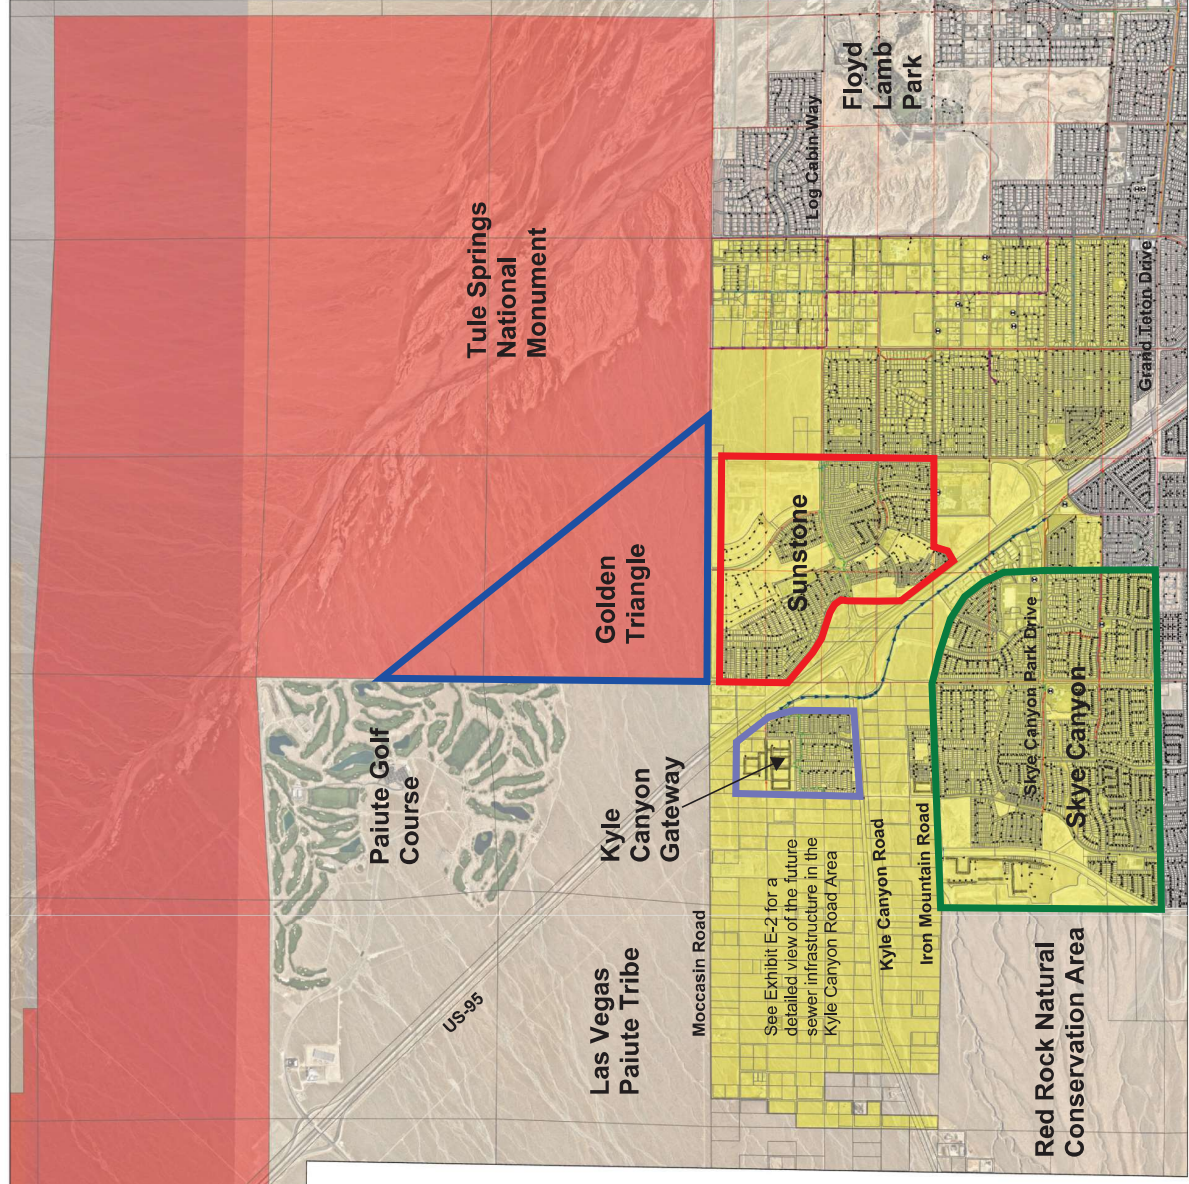 Tule Springs
National
Monument
Floyd
Lamb
Park
Log Cabin Way
Grand Teton Drive
Golden
Triangle
Sunstone
Paiute Golf
Course
Kyle
Canyon
Gateway
Skye Canyon Park Drive
Skye Canyon
See Exhibit E-2 for a
detailed view of the future
sewer infrastructure in the
Kyle Canyon Road Area
Kyle Canyon Road
Iron Mountain Road
Moccasin Road
US-95
Las Vegas
Paiute Tribe
Red Rock Natural
Conservation Area